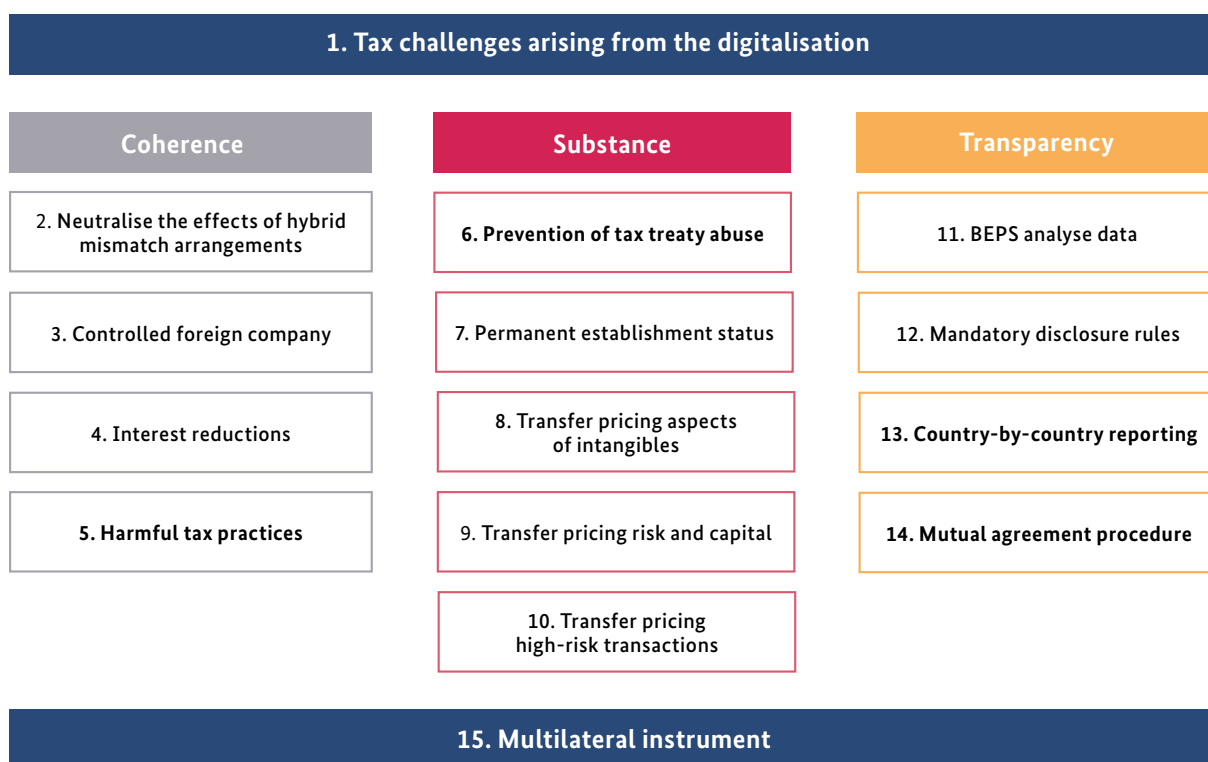 1. Tax challenges arising from the digitalisation
Coherence
2. Neutralise the effects of hybrid
mismatch arrangements
3. Controlled foreign company
4. Interest reductions
5. Harmful tax practices
Substance
6. Prevention of tax treaty abuse
7. Permanent establishment status
8. Transfer pricing aspects
of intangibles
9. Transfer pricing risk and capital
10. Transfer pricing
high-risk transactions
Transparency
11. BEPS analyse data
12. Mandatory disclosure rules
13. Country-by-country reporting
14. Mutual agreement procedure
15. Multilateral instrument